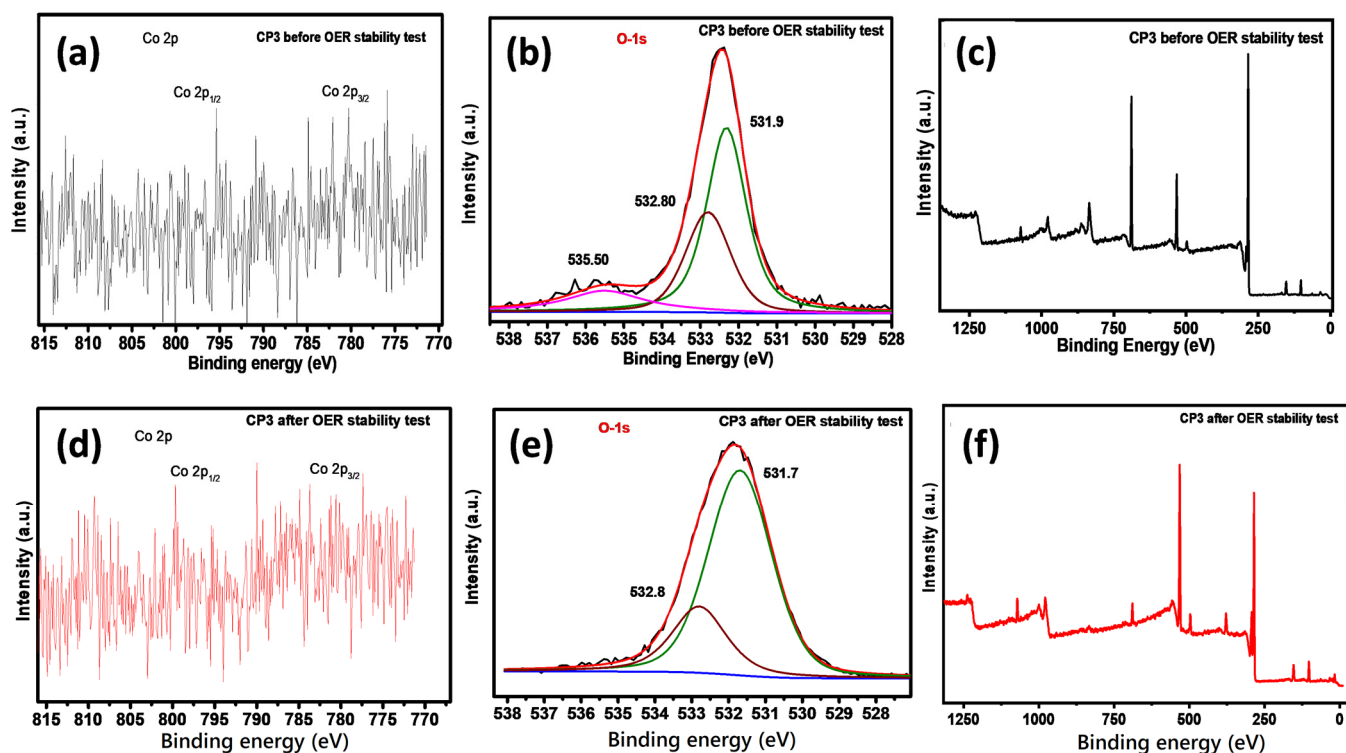 (a)
Co 2p
CP3 before OER stability test
Co 2p1/2
Co 2p3/2
Intensity (a.u.)
815 810 805 800 795 790 785 780 775 770
Binding energy (eV)
(b)
O-1s
CP3 before OER stability test
531.9
532.80
535.50
Intensity (a.u.)
538 537 536 535 534 533 532 531 530 529 528
Binding Energy (eV)
(c)
CP3 before OER stability test
Intensity (a.u.)
1250 1000 750 500 250 0
Binding Energy (eV)
(d)
Co 2p
CP3 after OER stability test
Co 2p1/2
Co 2p3/2
Intensity (a.u.)
815 810 805 800 795 790 785 780 775 770
Binding energy (eV)
(e)
O-1s
CP3 after OER stability test
531.7
532.8
Intensity (a.u.)
538 537 536 535 534 533 532 531 530 529 528
Binding energy (eV)
(f)
CP3 after OER stability test
Intensity (a.u.)
1250 1000 750 500 250 0
Binding energy (eV)